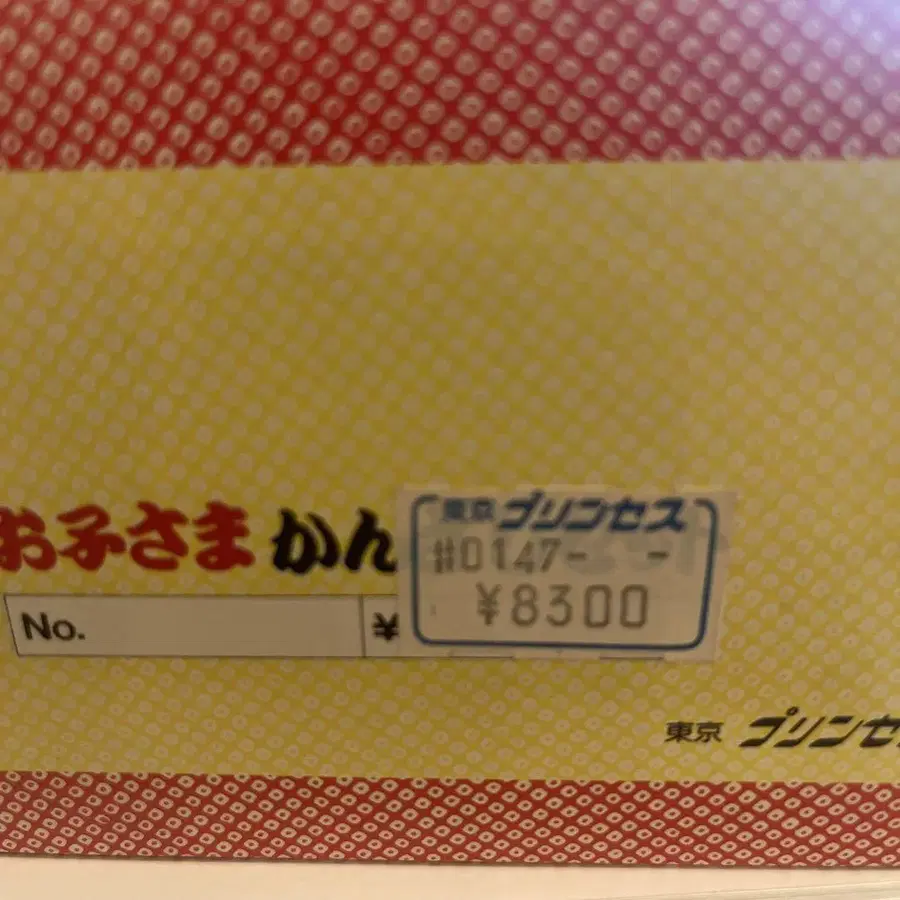 お子さま かん
東京 プリンセス
#0147- -
¥8300
No.
¥
東京 プリンセ